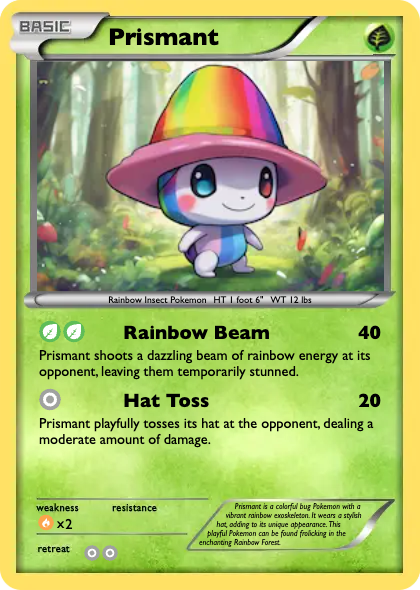 BASIC
Prismant
Rainbow Insect Pokemon HT 1 foot 6" WT 12 lbs
Rainbow Beam 40
Prismant shoots a dazzling beam of rainbow energy at its
opponent, leaving them temporarily stunned.
Hat Toss 20
Prismant playfully tosses its hat at the opponent, dealing a
moderate amount of damage.
weakness resistance
x2
retreat
Prismant is a colorful bug Pokemon with a
vibrant rainbow exoskeleton. It wears a stylish
hat, adding to its unique appearance. This
playful Pokemon can be found frolicking in the
enchanting Rainbow Forest.